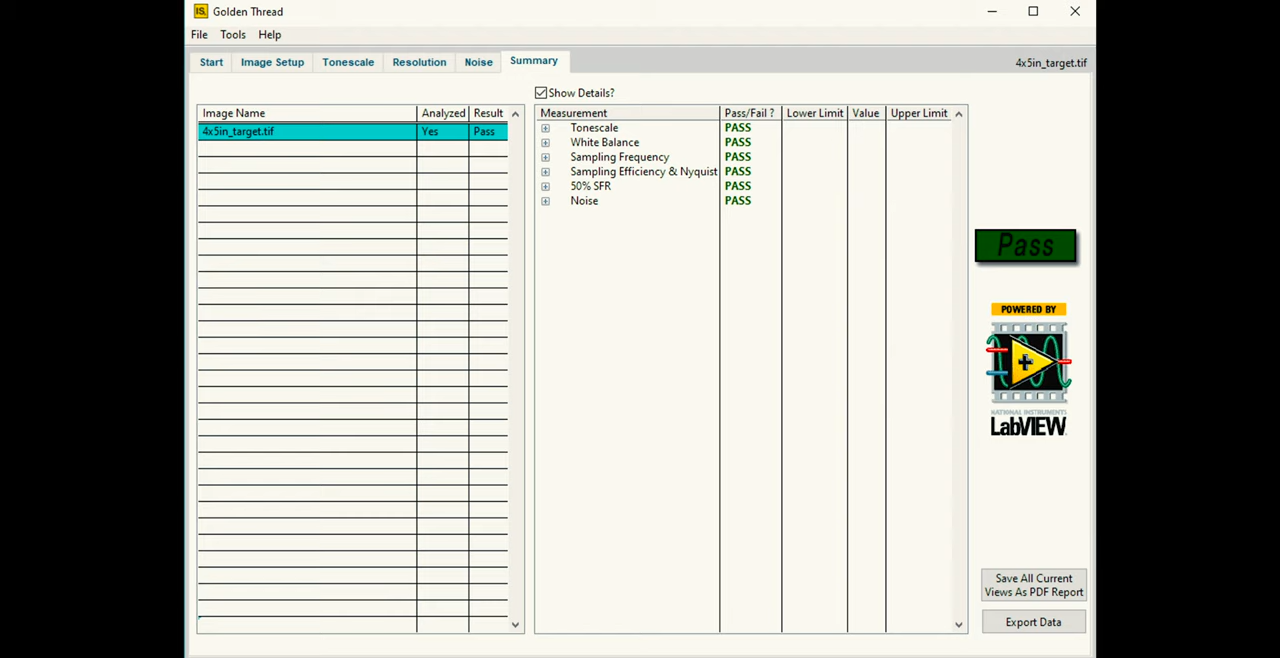 IS. Golden Thread
File Tools Help
Start Image Setup Tonescale Resolution Noise Summary 4x5in_target.tif
Show Details?
Image Name Analyzed Result
4x5in_target.tif Yes Pass
Measurement Pass/Fail ? Lower Limit Value Upper Limit
Tonescale PASS
White Balance PASS
Sampling Frequency PASS
Sampling Efficiency & Nyquist PASS
50% SFR PASS
Noise PASS
Pass
POWERED BY
NATIONAL INSTRUMENTS
LabVIEW
Save All Current
Views As PDF Report
Export Data